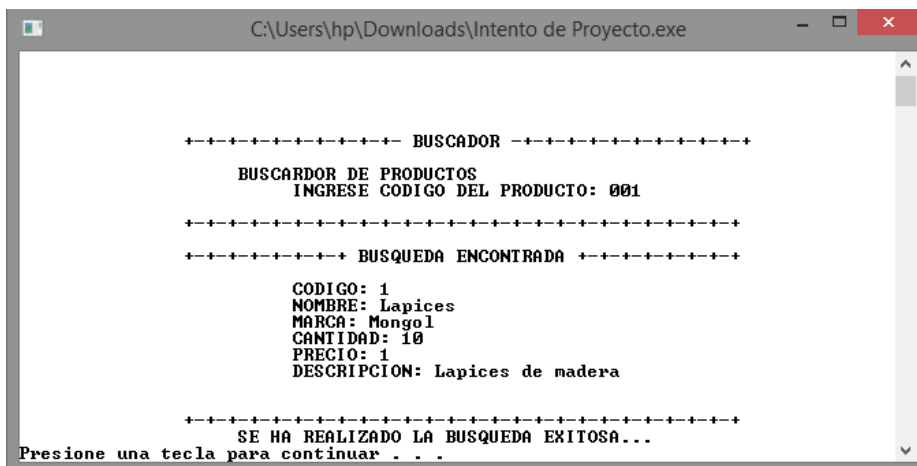 C:\Users\hp\Downloads\Intento de Proyecto.exe
+-+-+-+-+-+-+-+-+-+- BUSCADOR -+-+-+-+-+-+-+-+-+-+-+
BUSCARDOR DE PRODUCTOS
INGRESE CODIGO DEL PRODUCTO: 001
+-+-+-+-+-+-+-+-+-+-+-+-+-+-+-+-+-+-+-+-+-+-+-+-+-+
+-+-+-+-+-+-+-+ BUSQUEDA ENCONTRADA +-+-+-+-+-+-+-+
CODIGO: 1
NOMBRE: Lapices
MARCA: Mongol
CANTIDAD: 10
PRECIO: 1
DESCRIPCION: Lapices de madera
+-+-+-+-+-+-+-+-+-+-+-+-+-+-+-+-+-+-+-+-+-+-+-+-+-+
SE HA REALIZADO LA BUSQUEDA EXITOSA...
Presione una tecla para continuar . . .